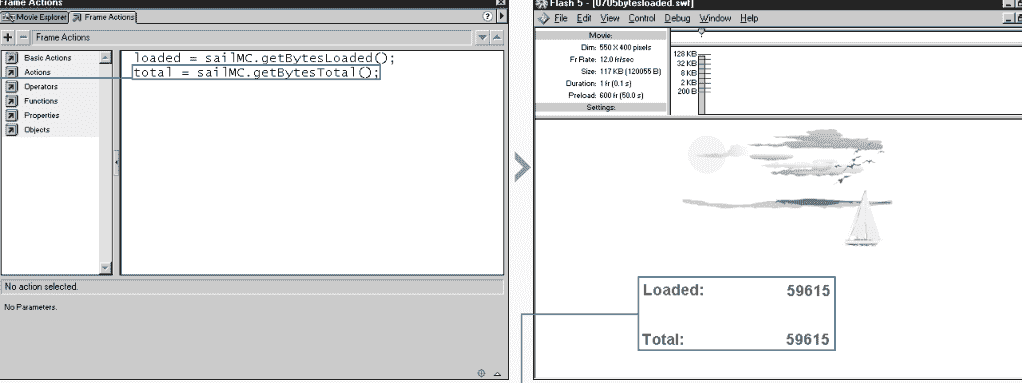 Frame Actions
Movie Explorer
Frame Actions
?
+ − Frame Actions
Basic Actions
Actions
Operators
Functions
Properties
Objects
loaded = sailMC.getBytesLoaded();
total = sailMC.getBytesTotal();
No action selected.
No Parameters.
Flash 5 - [0705bytesloaded.swf]
File Edit View Control Debug Window Help
Movie:
Dim: 550 X 400 pixels
Fr Rate: 12.0 fr/sec
Size: 117 KB (120055 B)
Duration: 1 fr (0.1 s)
Preload: 600 fr (50.0 s)
Settings:
128 KB
32 KB
8 KB
2 KB
200 B
Loaded: 59615
Total: 59615